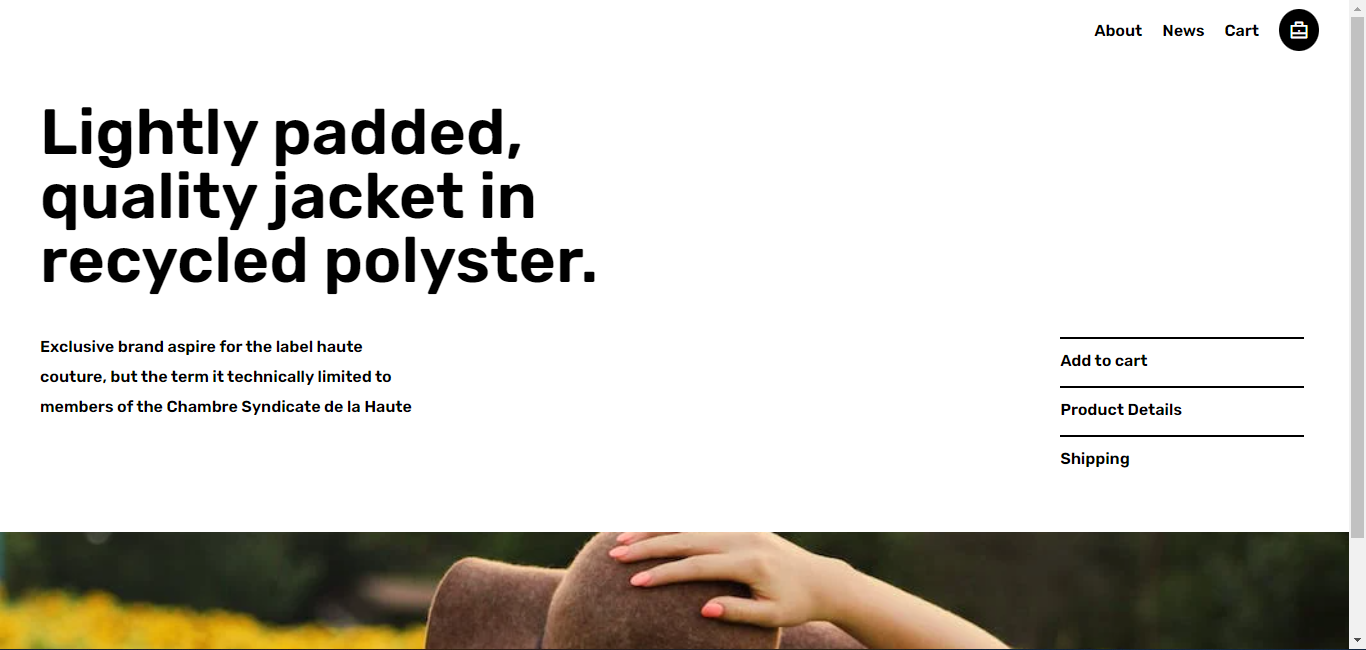 About News Cart
Lightly padded,
quality jacket in
recycled polyster.
Exclusive brand aspire for the label haute
couture, but the term it technically limited to
members of the Chambre Syndicate de la Haute
Add to cart
Product Details
Shipping